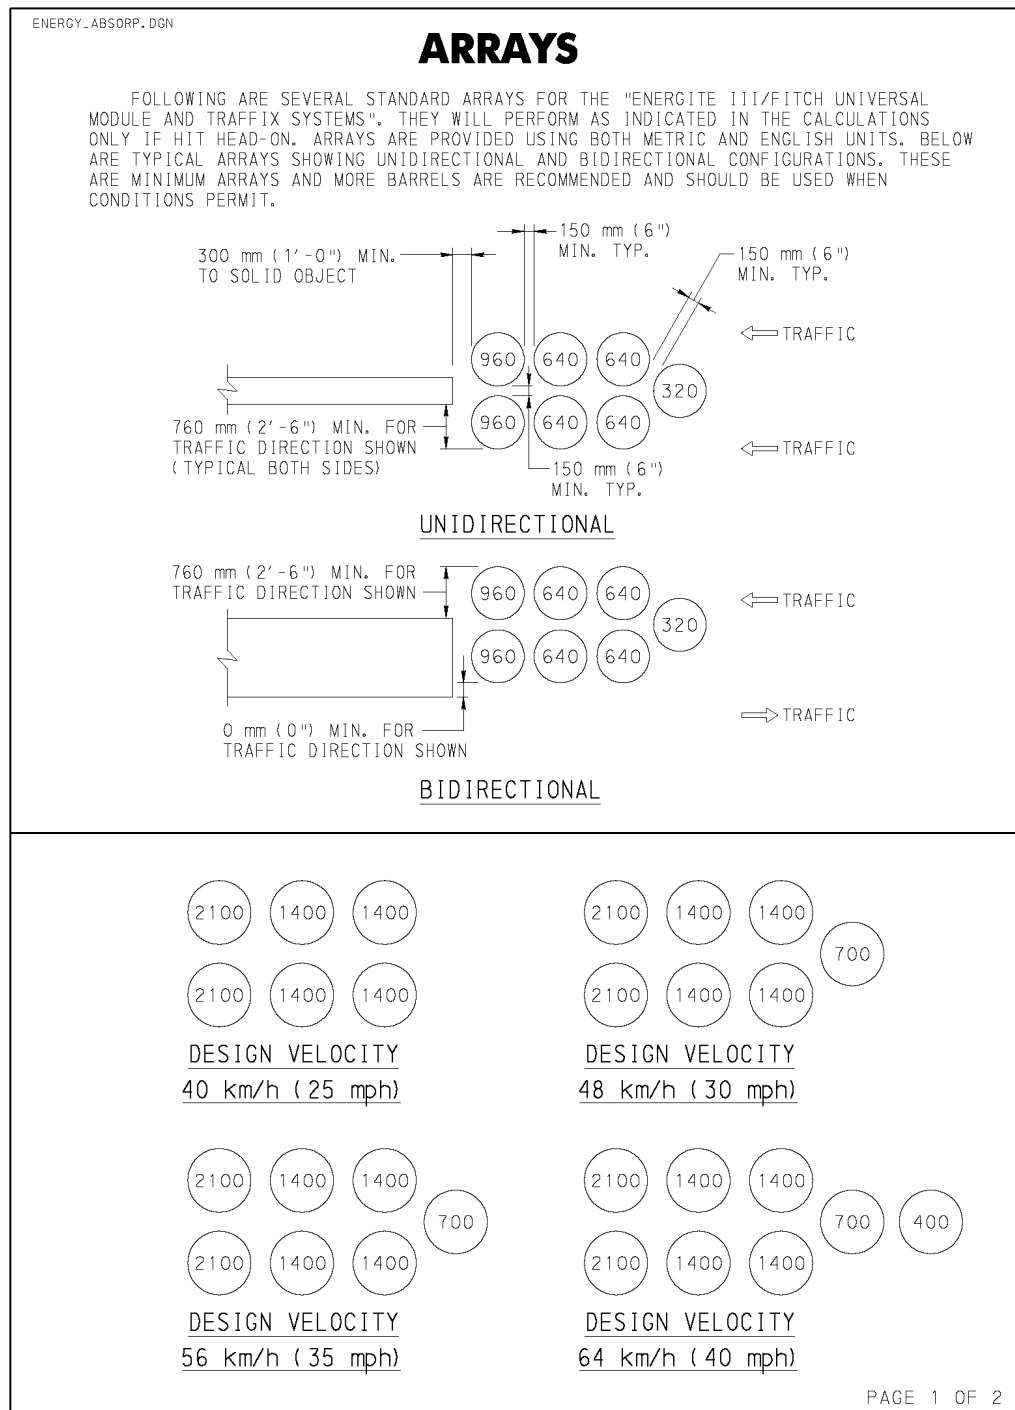 ENERGY_ABSORP.DGN
ARRAYS
FOLLOWING ARE SEVERAL STANDARD ARRAYS FOR THE "ENERGITE III/FITCH UNIVERSAL
MODULE AND TRAFFIX SYSTEMS". THEY WILL PERFORM AS INDICATED IN THE CALCULATIONS
ONLY IF HIT HEAD-ON. ARRAYS ARE PROVIDED USING BOTH METRIC AND ENGLISH UNITS. BELOW
ARE TYPICAL ARRAYS SHOWING UNIDIRECTIONAL AND BIDIRECTIONAL CONFIGURATIONS. THESE
ARE MINIMUM ARRAYS AND MORE BARRELS ARE RECOMMENDED AND SHOULD BE USED WHEN
CONDITIONS PERMIT.
300 mm (1'-0") MIN.
TO SOLID OBJECT
150 mm (6")
MIN. TYP.
150 mm (6")
MIN. TYP.
TRAFFIC
960 640 640
320
960 640 640
760 mm (2'-6") MIN. FOR
TRAFFIC DIRECTION SHOWN
(TYPICAL BOTH SIDES)
TRAFFIC
150 mm (6")
MIN. TYP.
UNIDIRECTIONAL
760 mm (2'-6") MIN. FOR
TRAFFIC DIRECTION SHOWN
960 640 640
TRAFFIC
320
960 640 640
TRAFFIC
0 mm (0") MIN. FOR
TRAFFIC DIRECTION SHOWN
BIDIRECTIONAL
2100 1400 1400
2100 1400 1400
DESIGN VELOCITY
40 km/h (25 mph)
2100 1400 1400
700
2100 1400 1400
DESIGN VELOCITY
48 km/h (30 mph)
2100 1400 1400
700
2100 1400 1400
DESIGN VELOCITY
56 km/h (35 mph)
2100 1400 1400
700 400
2100 1400 1400
DESIGN VELOCITY
64 km/h (40 mph)
PAGE 1 OF 2